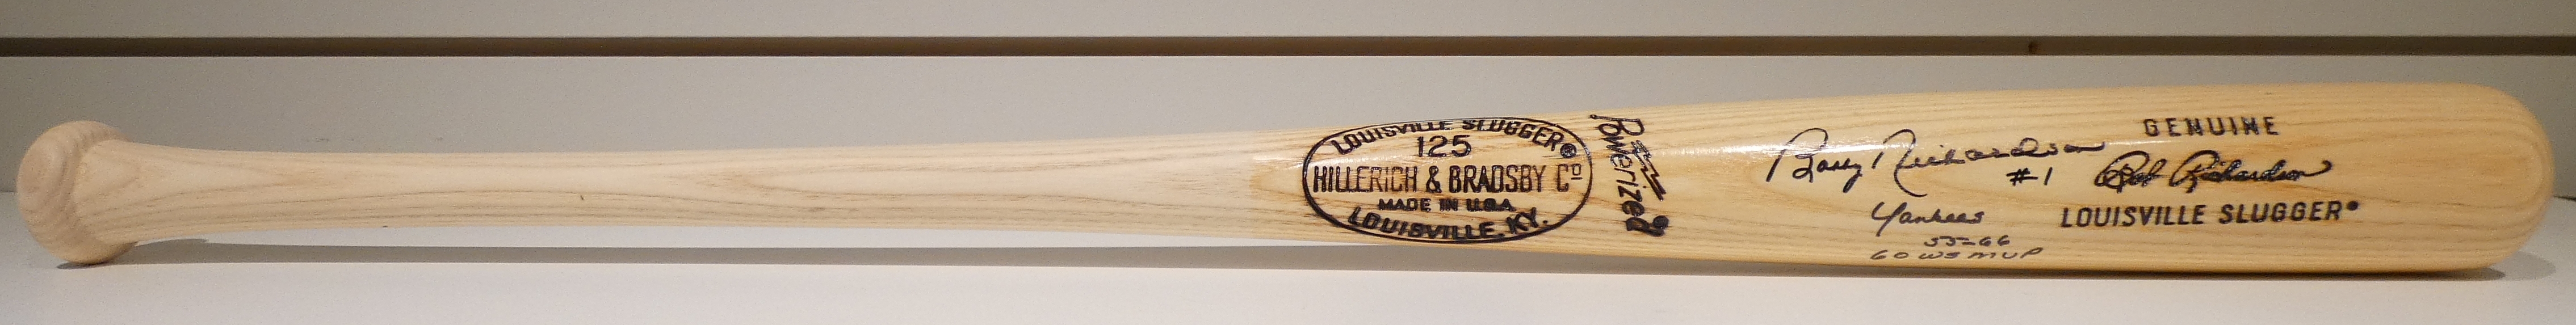 LOUISVILLE SLUGGER®
125
HILLERICH & BRADSBY Co
MADE IN U.S.A.
LOUISVILLE, KY.
Powerized
Bobby Richardson
#1
Yankees
55-66
60 WS MVP
GENUINE
Bob Richardson
LOUISVILLE SLUGGER®